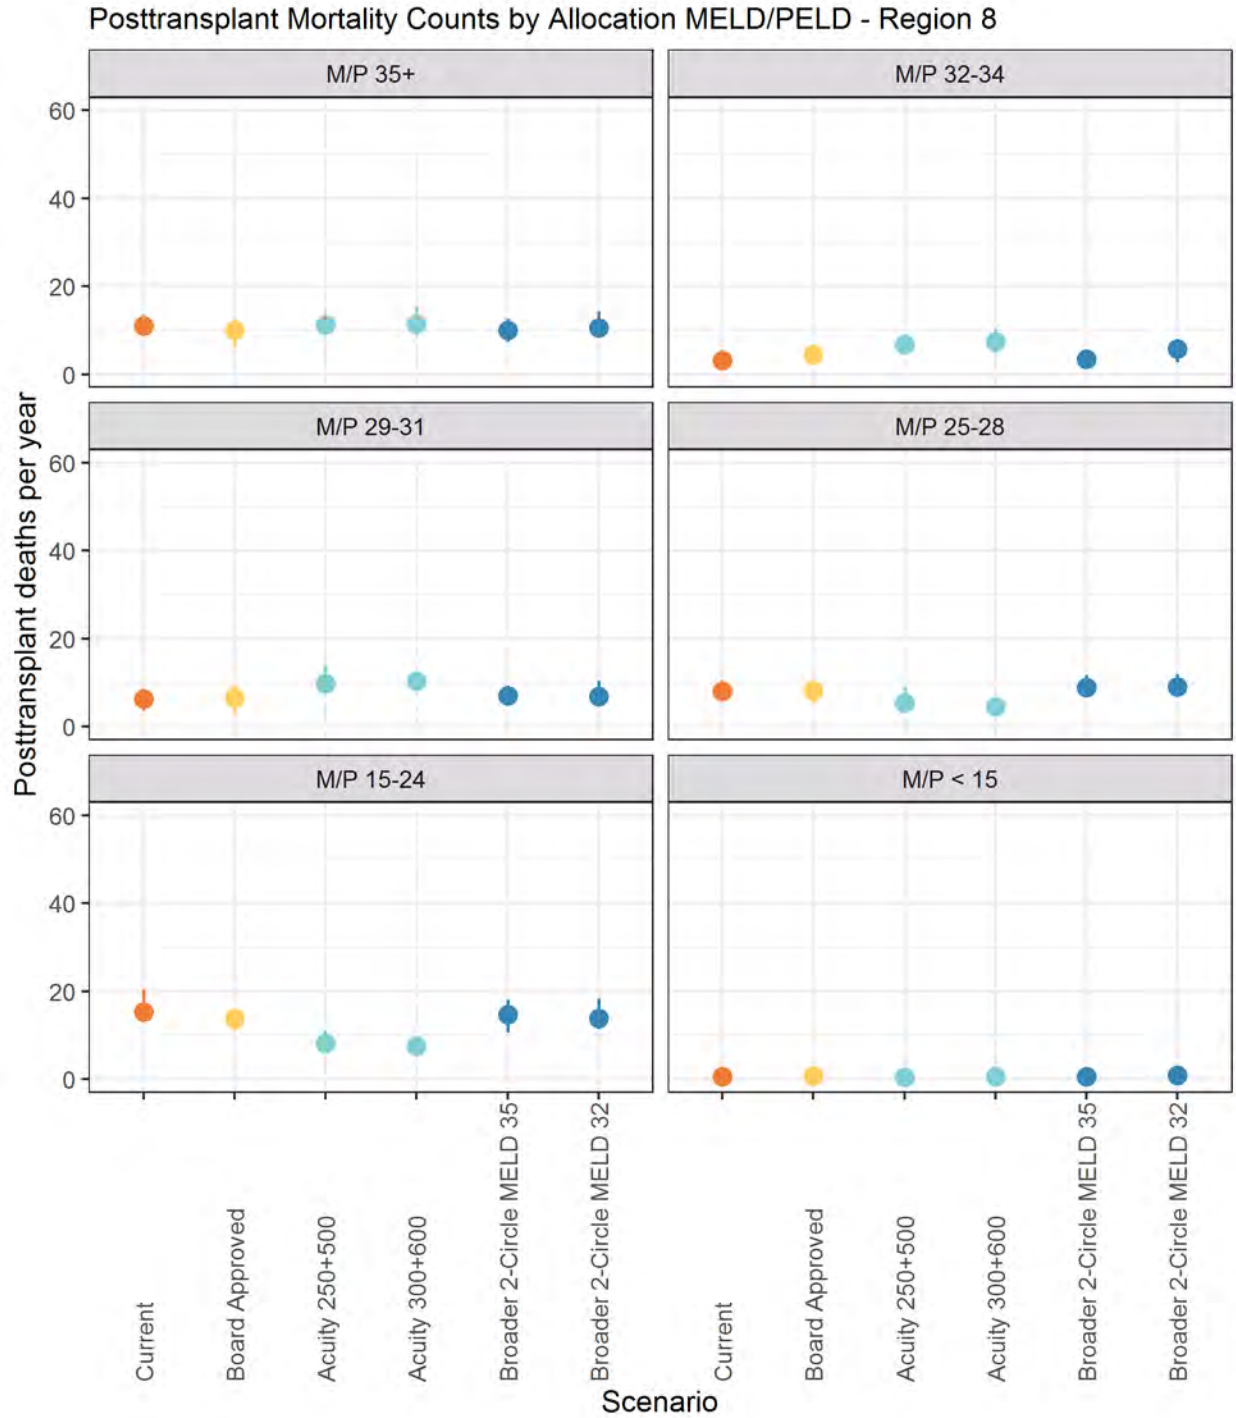 Posttransplant Mortality Counts by Allocation MELD/PELD - Region 8
M/P 35+
M/P 32-34
60
40
20
0
M/P 29-31
M/P 25-28
60
40
20
0
M/P 15-24
M/P < 15
60
40
20
0
Posttransplant deaths per year
Current
Board Approved
Acuity 250+500
Acuity 300+600
Broader 2-Circle MELD 35
Broader 2-Circle MELD 32
Current
Board Approved
Acuity 250+500
Acuity 300+600
Broader 2-Circle MELD 35
Broader 2-Circle MELD 32
Scenario